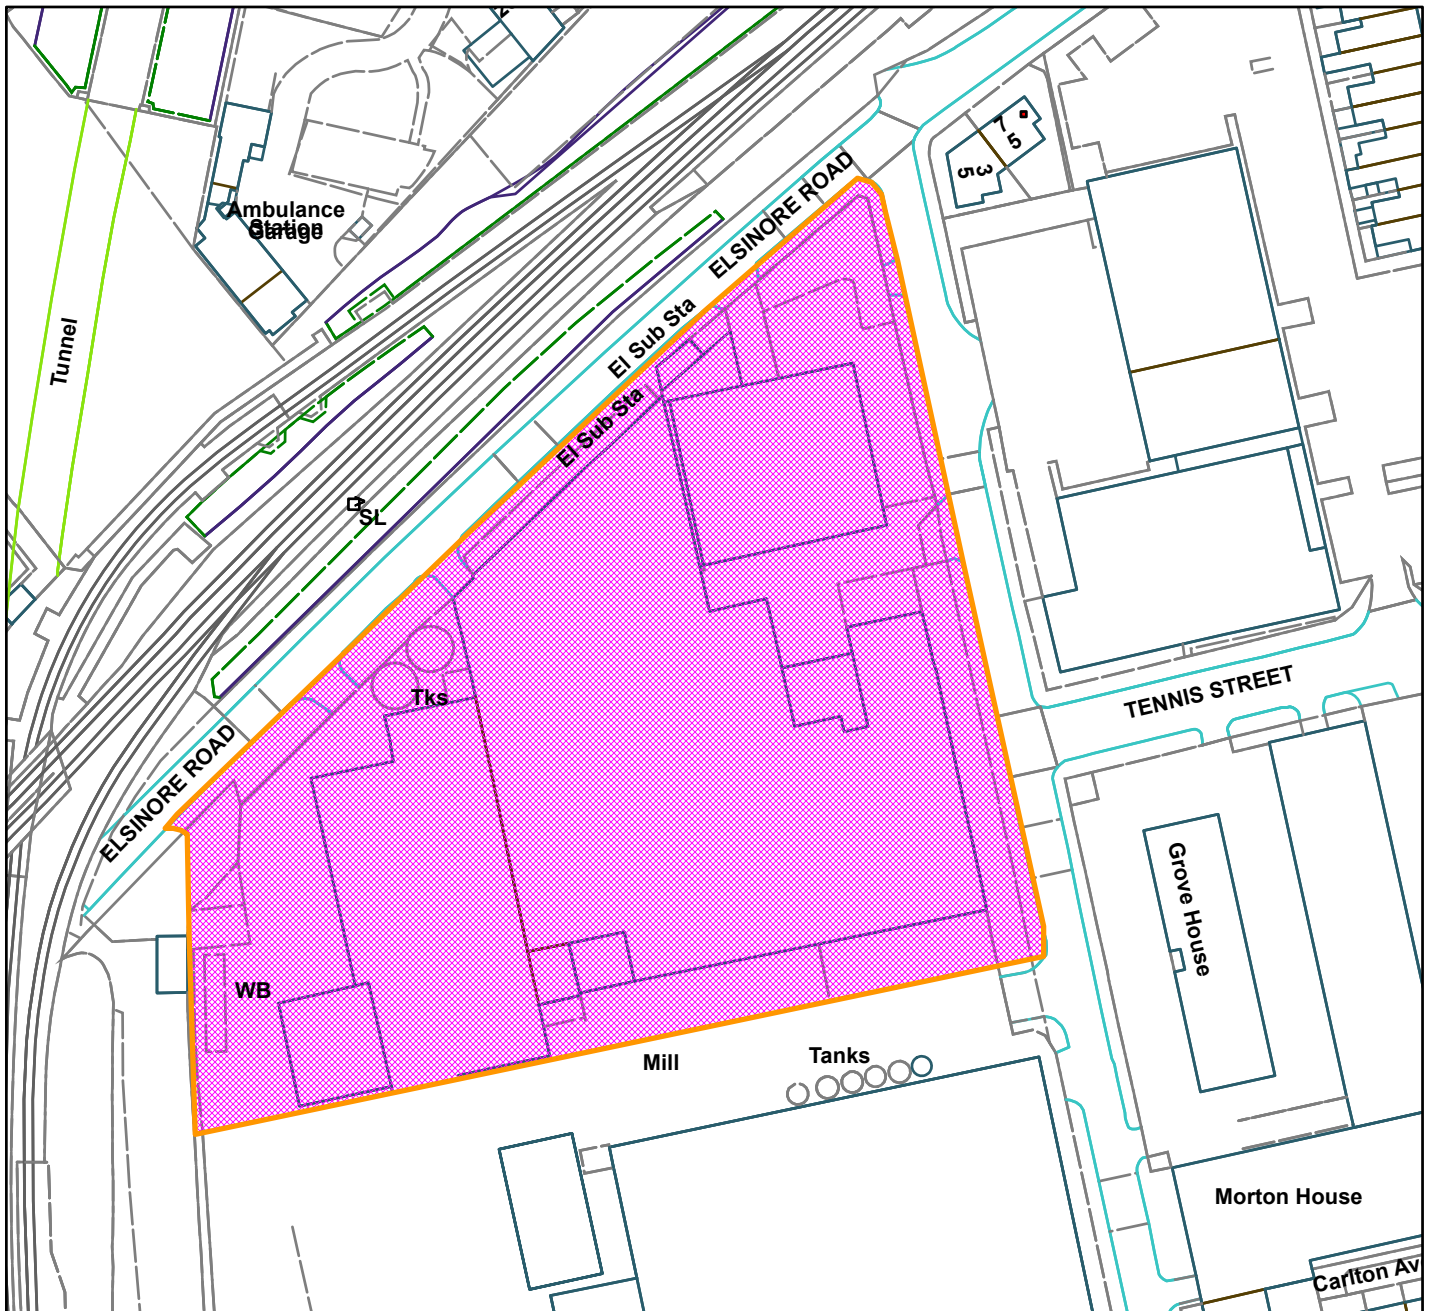 2
7
5
3
5
Ambulance
Station
Garage
ELSINORE ROAD
Tunnel
El Sub Sta
El Sub Sta
SL
Tks
TENNIS STREET
ELSINORE ROAD
Grove House
WB
Mill
Tanks
Morton House
Carlton Av